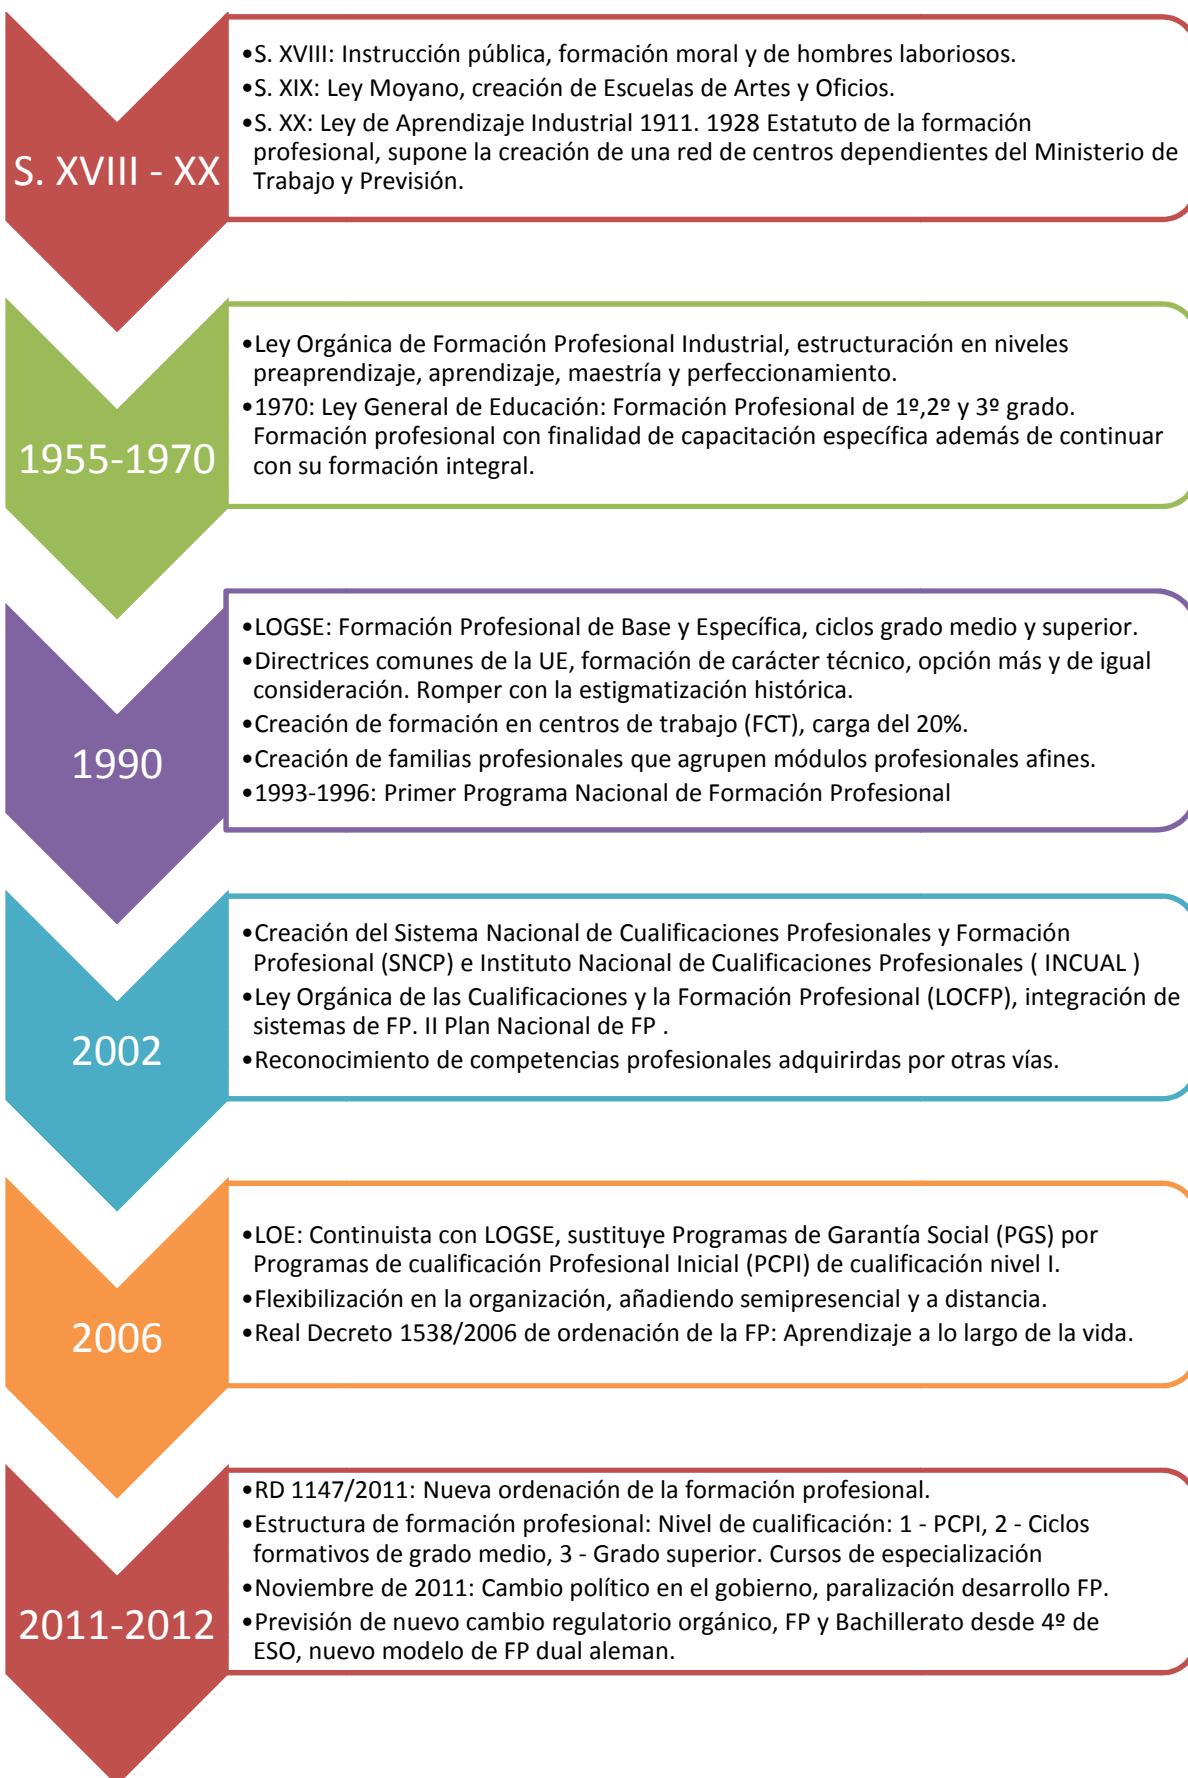 S. XVIII - XX
•S. XVIII: Instrucción pública, formación moral y de hombres laboriosos.
•S. XIX: Ley Moyano, creación de Escuelas de Artes y Oficios.
•S. XX: Ley de Aprendizaje Industrial 1911. 1928 Estatuto de la formación
profesional, supone la creación de una red de centros dependientes del Ministerio de
Trabajo y Previsión.
1955-1970
•Ley Orgánica de Formación Profesional Industrial, estructuración en niveles
preaprendizaje, aprendizaje, maestría y perfeccionamiento.
•1970: Ley General de Educación: Formación Profesional de 1º,2º y 3º grado.
Formación profesional con finalidad de capacitación específica además de continuar
con su formación integral.
1990
•LOGSE: Formación Profesional de Base y Específica, ciclos grado medio y superior.
•Directrices comunes de la UE, formación de carácter técnico, opción más y de igual
consideración. Romper con la estigmatización histórica.
•Creación de formación en centros de trabajo (FCT), carga del 20%.
•Creación de familias profesionales que agrupen módulos profesionales afines.
•1993-1996: Primer Programa Nacional de Formación Profesional
2002
•Creación del Sistema Nacional de Cualificaciones Profesionales y Formación
Profesional (SNCP) e Instituto Nacional de Cualificaciones Profesionales ( INCUAL )
•Ley Orgánica de las Cualificaciones y la Formación Profesional (LOCFP), integración de
sistemas de FP. II Plan Nacional de FP .
•Reconocimiento de competencias profesionales adquirirdas por otras vías.
2006
•LOE: Continuista con LOGSE, sustituye Programas de Garantía Social (PGS) por
Programas de cualificación Profesional Inicial (PCPI) de cualificación nivel I.
•Flexibilización en la organización, añadiendo semipresencial y a distancia.
•Real Decreto 1538/2006 de ordenación de la FP: Aprendizaje a lo largo de la vida.
2011-2012
•RD 1147/2011: Nueva ordenación de la formación profesional.
•Estructura de formación profesional: Nivel de cualificación: 1 - PCPI, 2 - Ciclos
formativos de grado medio, 3 - Grado superior. Cursos de especialización
•Noviembre de 2011: Cambio político en el gobierno, paralización desarrollo FP.
•Previsión de nuevo cambio regulatorio orgánico, FP y Bachillerato desde 4º de
ESO, nuevo modelo de FP dual aleman.